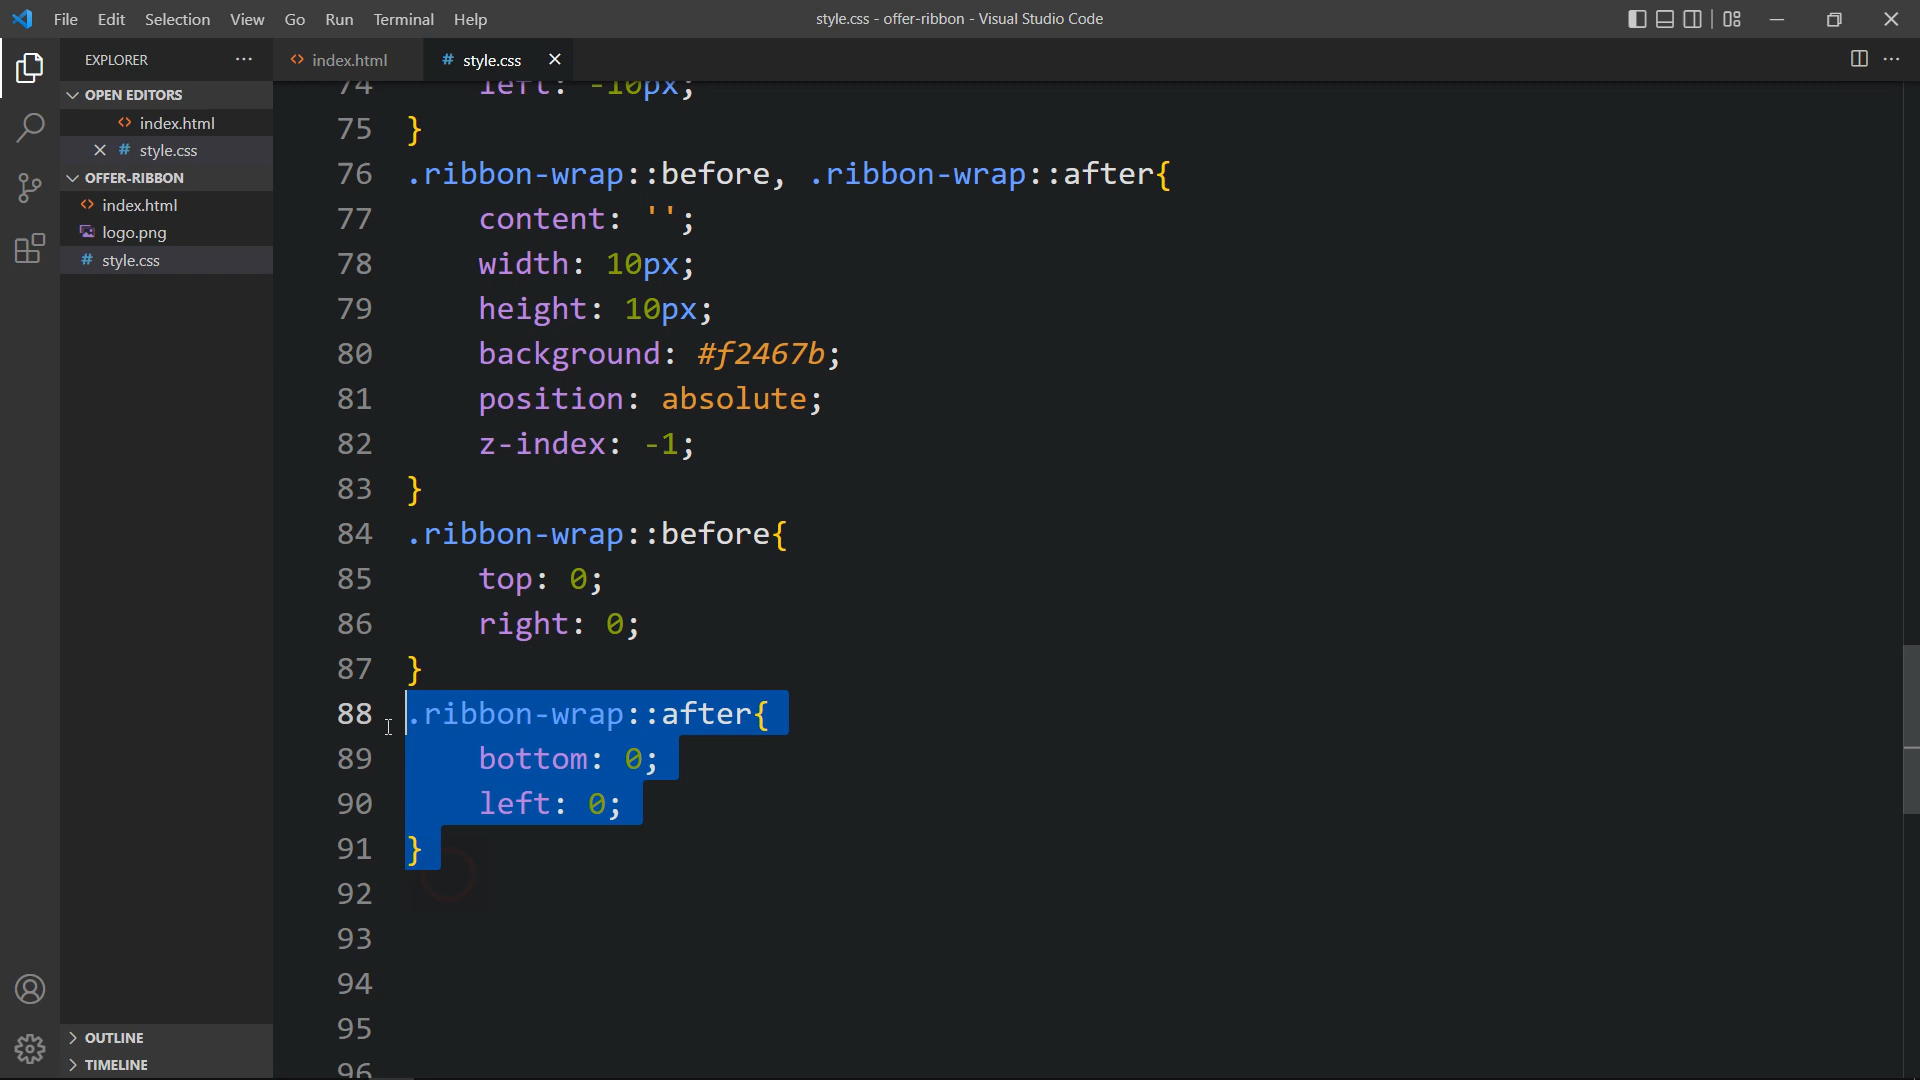 File Edit Selection View Go Run Terminal Help style.css - offer-ribbon - Visual Studio Code
EXPLORER ··· <> index.html # style.css ×
OPEN EDITORS
<> index.html
× # style.css
OFFER-RIBBON
<> index.html
logo.png
# style.css
OUTLINE
TIMELINE
74 left: -10px;
75 }
76 .ribbon-wrap::before, .ribbon-wrap::after{
77 content: '';
78 width: 10px;
79 height: 10px;
80 background: #f2467b;
81 position: absolute;
82 z-index: -1;
83 }
84 .ribbon-wrap::before{
85 top: 0;
86 right: 0;
87 }
88 .ribbon-wrap::after{
89 bottom: 0;
90 left: 0;
91 }
92
93
94
95
96